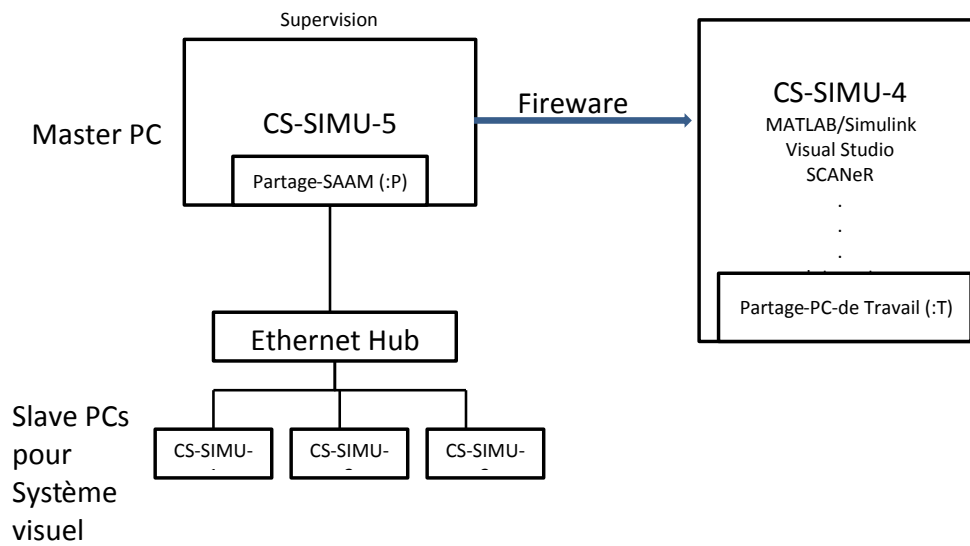 Supervision
Master PC
CS-SIMU-5
Partage-SAAM (:P)
Fireware
CS-SIMU-4
MATLAB/Simulink
Visual Studio
SCANeR
.
.
.
Partage-PC-de Travail (:T)
Ethernet Hub
Slave PCs
pour
Système
visuel
CS-SIMU-
CS-SIMU-
CS-SIMU-